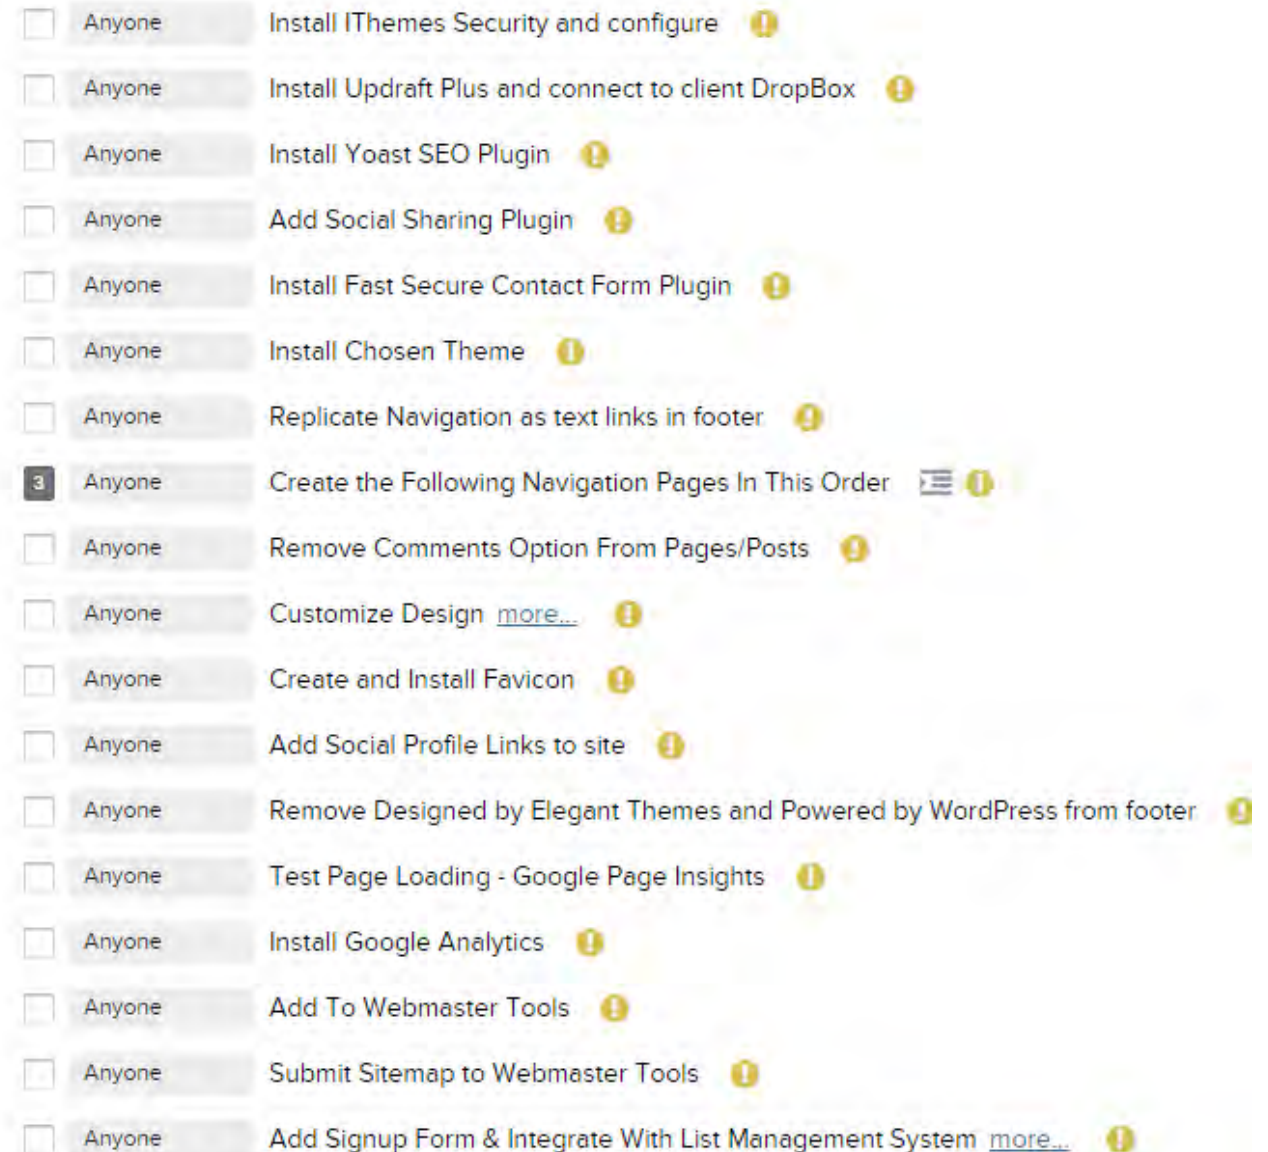 Anyone Install IThemes Security and configure
Anyone Install Updraft Plus and connect to client DropBox
Anyone Install Yoast SEO Plugin
Anyone Add Social Sharing Plugin
Anyone Install Fast Secure Contact Form Plugin
Anyone Install Chosen Theme
Anyone Replicate Navigation as text links in footer
3 Anyone Create the Following Navigation Pages In This Order
Anyone Remove Comments Option From Pages/Posts
Anyone Customize Design more...
Anyone Create and Install Favicon
Anyone Add Social Profile Links to site
Anyone Remove Designed by Elegant Themes and Powered by WordPress from footer
Anyone Test Page Loading - Google Page Insights
Anyone Install Google Analytics
Anyone Add To Webmaster Tools
Anyone Submit Sitemap to Webmaster Tools
Anyone Add Signup Form & Integrate With List Management System more...